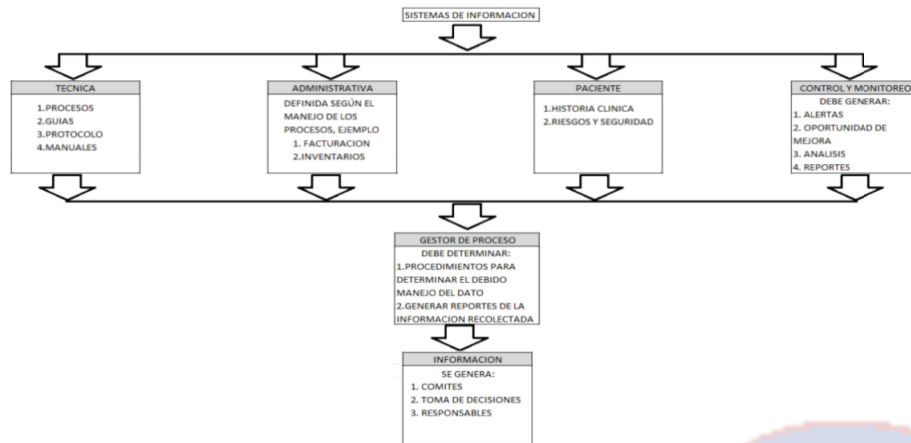 SISTEMAS DE INFORMACION
TECNICA
1.PROCESOS
2.GUIAS
3.PROTOCOLO
4.MANUALES
ADMINISTRATIVA
DEFINIDA SEGÚN EL
MANEJO DE LOS
PROCESOS, EJEMPLO
1. FACTURACION
2.INVENTARIOS
PACIENTE
1.HISTORIA CLINICA
2.RIESGOS Y SEGURIDAD
CONTROL Y MONITOREO
DEBE GENERAR:
1. ALERTAS
2. OPORTUNIDAD DE
MEJORA
3. ANALISIS
4. REPORTES
GESTOR DE PROCESO
DEBE DETERMINAR:
1.PROCEDIMIENTOS PARA
DETERMINAR EL DEBIDO
MANEJO DEL DATO
2.GENERAR REPORTES DE LA
INFORMACION RECOLECTADA
INFORMACION
SE GENERA:
1. COMITES
2. TOMA DE DECISIONES
3. RESPONSABLES